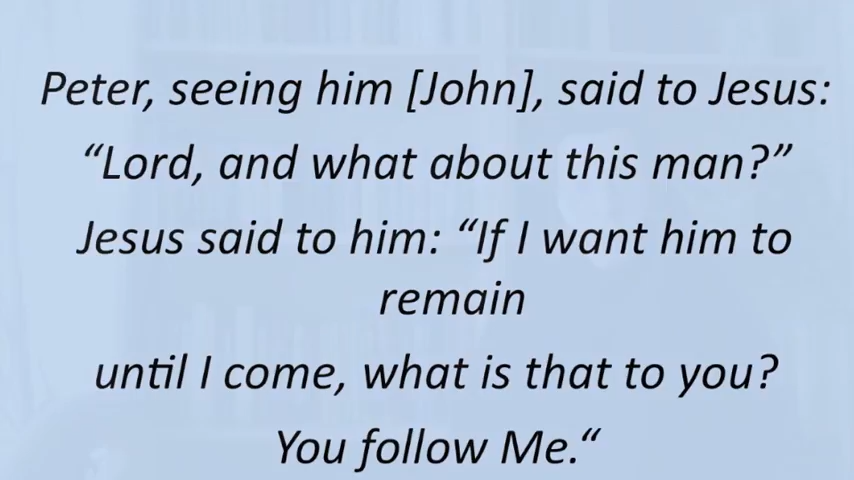 Peter, seeing him [John], said to Jesus:
“Lord, and what about this man?”
Jesus said to him: “If I want him to
remain
until I come, what is that to you?
You follow Me.“